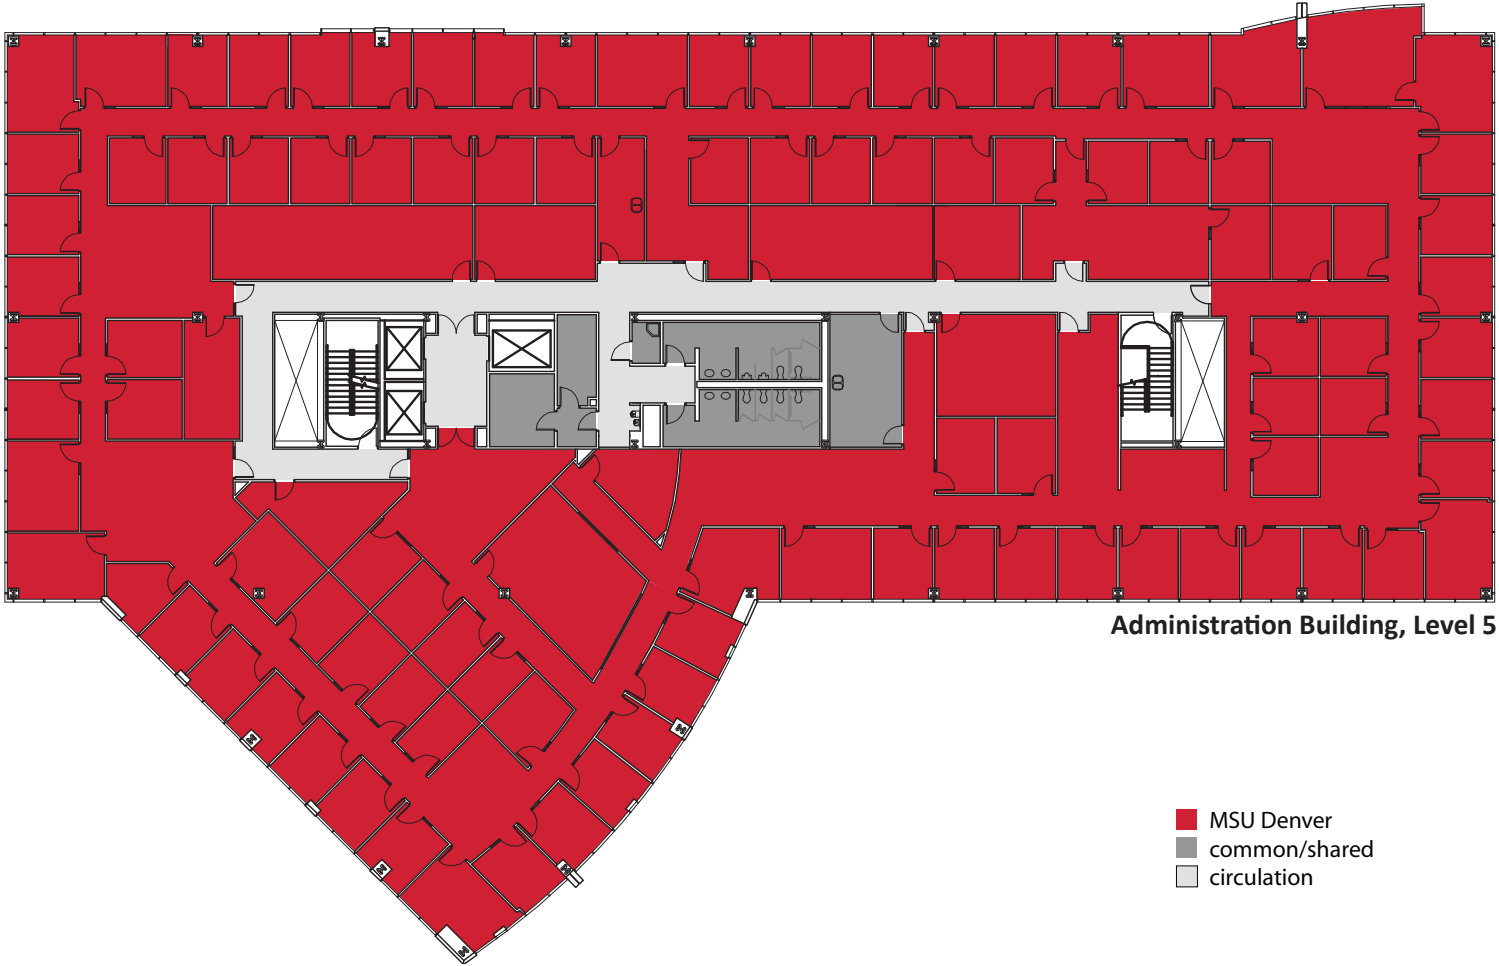 Administration Building, Level 5
MSU Denver
common/shared
circulation